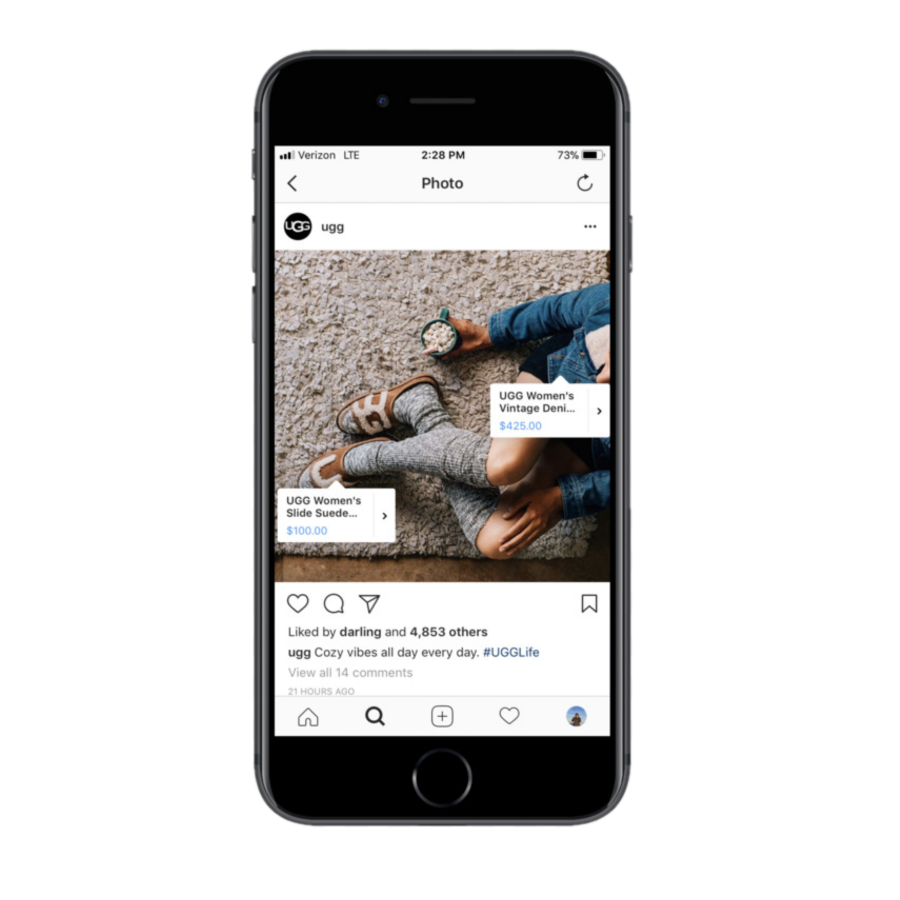 Verizon LTE 2:28 PM 73%
Photo
UGG ugg
UGG Women's
Vintage Deni...
$425.00
UGG Women's
Slide Suede...
$100.00
Liked by darling and 4,853 others
ugg Cozy vibes all day every day. #UGGLife
View all 14 comments
21 HOURS AGO